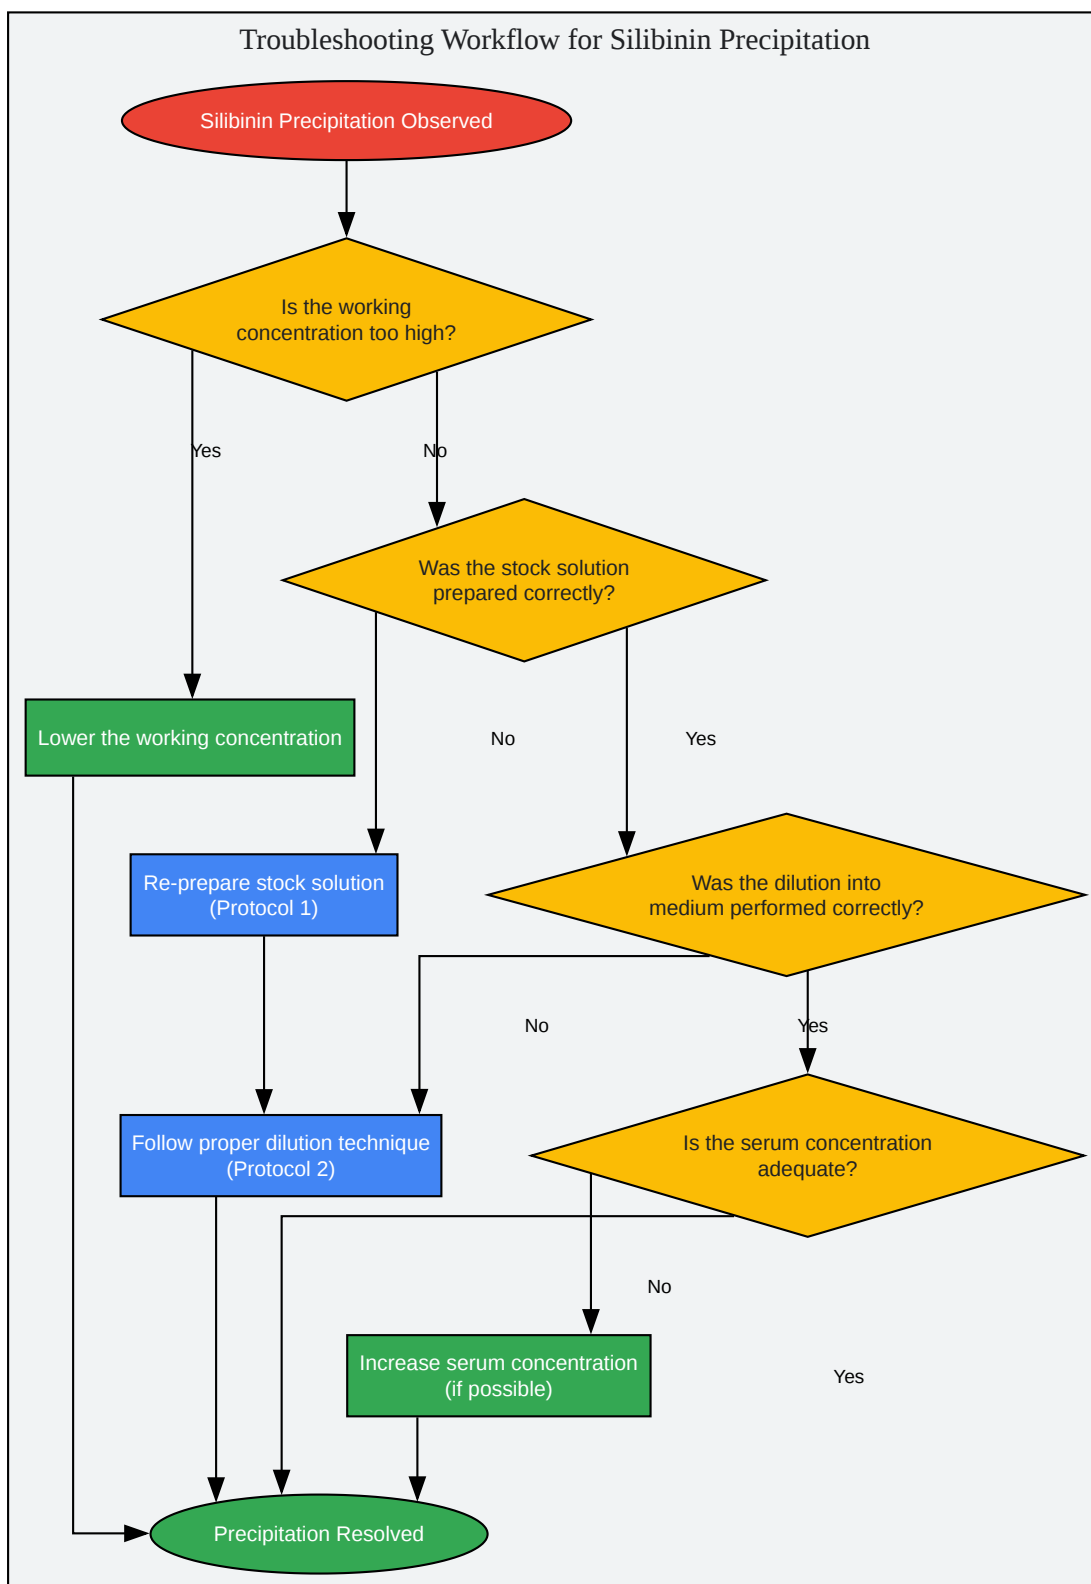 Troubleshooting Workflow for Silibinin Precipitation
Silibinin Precipitation Observed
Is the working
concentration too high?
Yes
No
Was the stock solution
prepared correctly?
Lower the working concentration
No
Yes
Re-prepare stock solution
(Protocol 1)
Was the dilution into
medium performed correctly?
No
Yes
Follow proper dilution technique
(Protocol 2)
Is the serum concentration
adequate?
No
Increase serum concentration
(if possible)
Yes
Precipitation Resolved